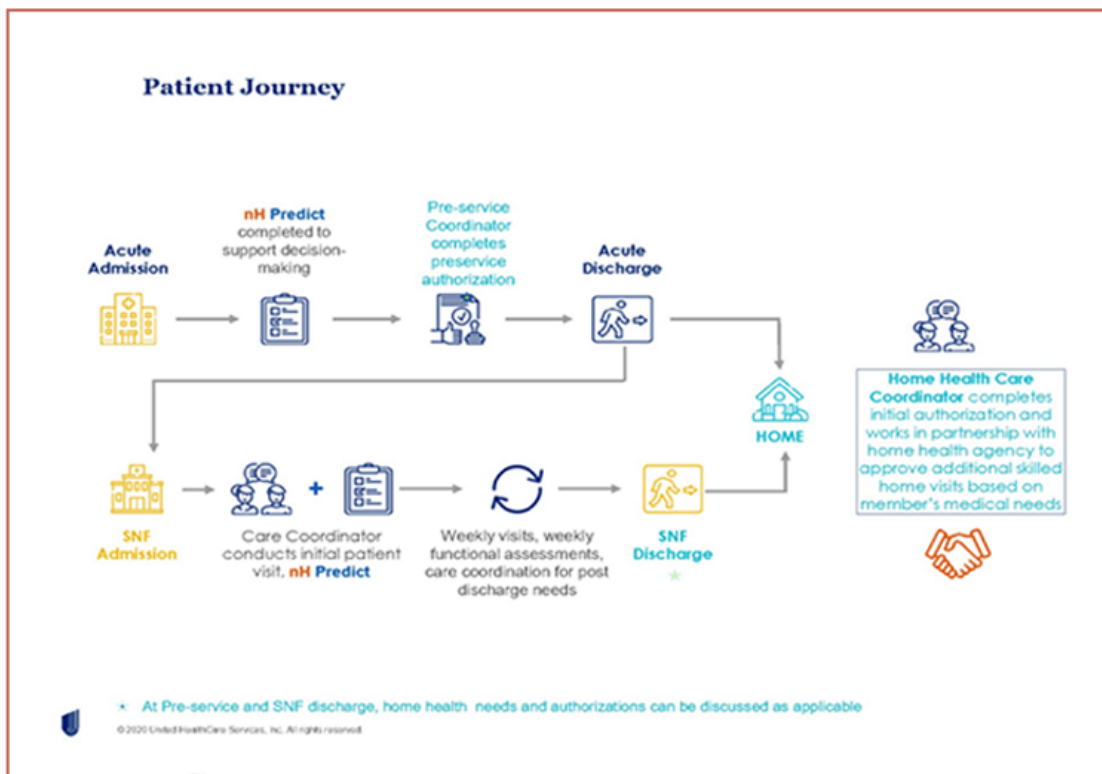 Patient Journey
Acute
Admission
nH Predict
completed to
support decision-
making
Pre-service
Coordinator
completes
preservice
authorization
Acute
Discharge
HOME
Home Health Care
Coordinator completes
initial authorization and
works in partnership with
home health agency to
approve additional skilled
home visits based on
member's medical needs
SNF
Admission
Care Coordinator
conducts initial patient
visit, nH Predict
Weekly visits, weekly
functional assessments,
care coordination for post
discharge needs
SNF
Discharge
At Pre-service and SNF discharge, home health needs and authorizations can be discussed as applicable
© 2020 United HealthCare Services, Inc. All rights reserved.